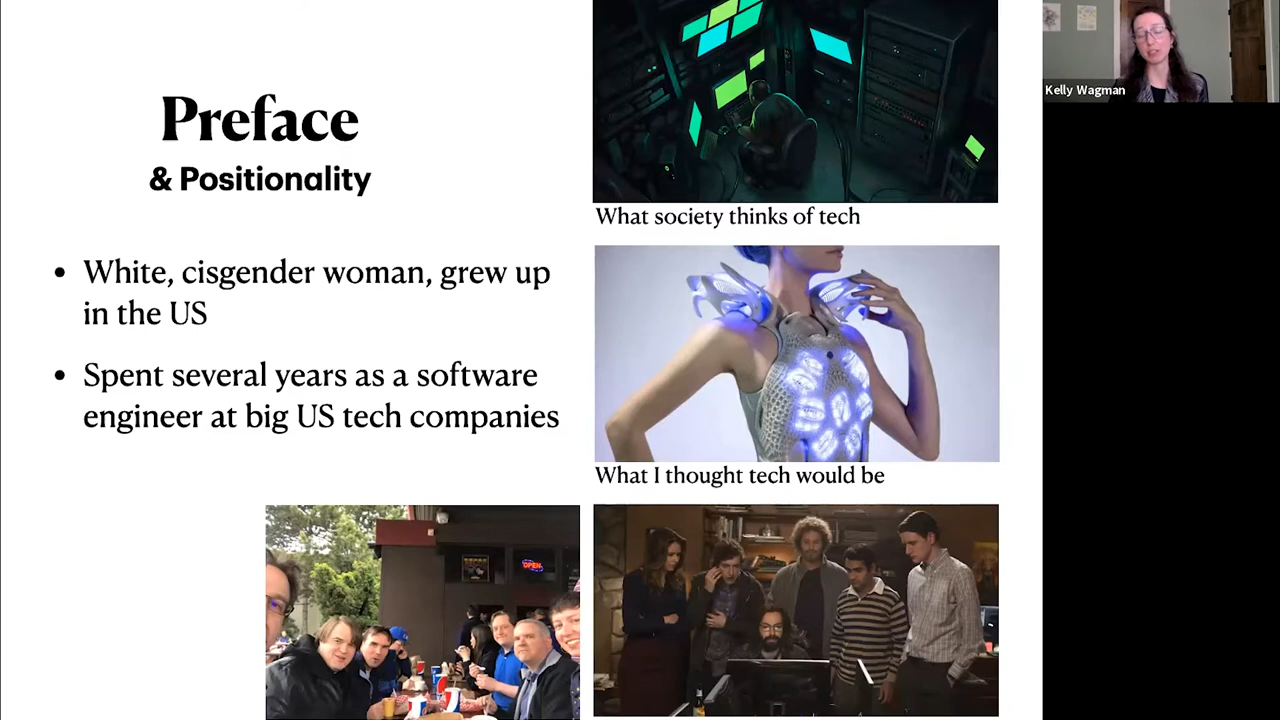 Preface
& Positionality
• White, cisgender woman, grew up
in the US
• Spent several years as a software
engineer at big US tech companies
What society thinks of tech
What I thought tech would be
OPEN
Kelly Wagman